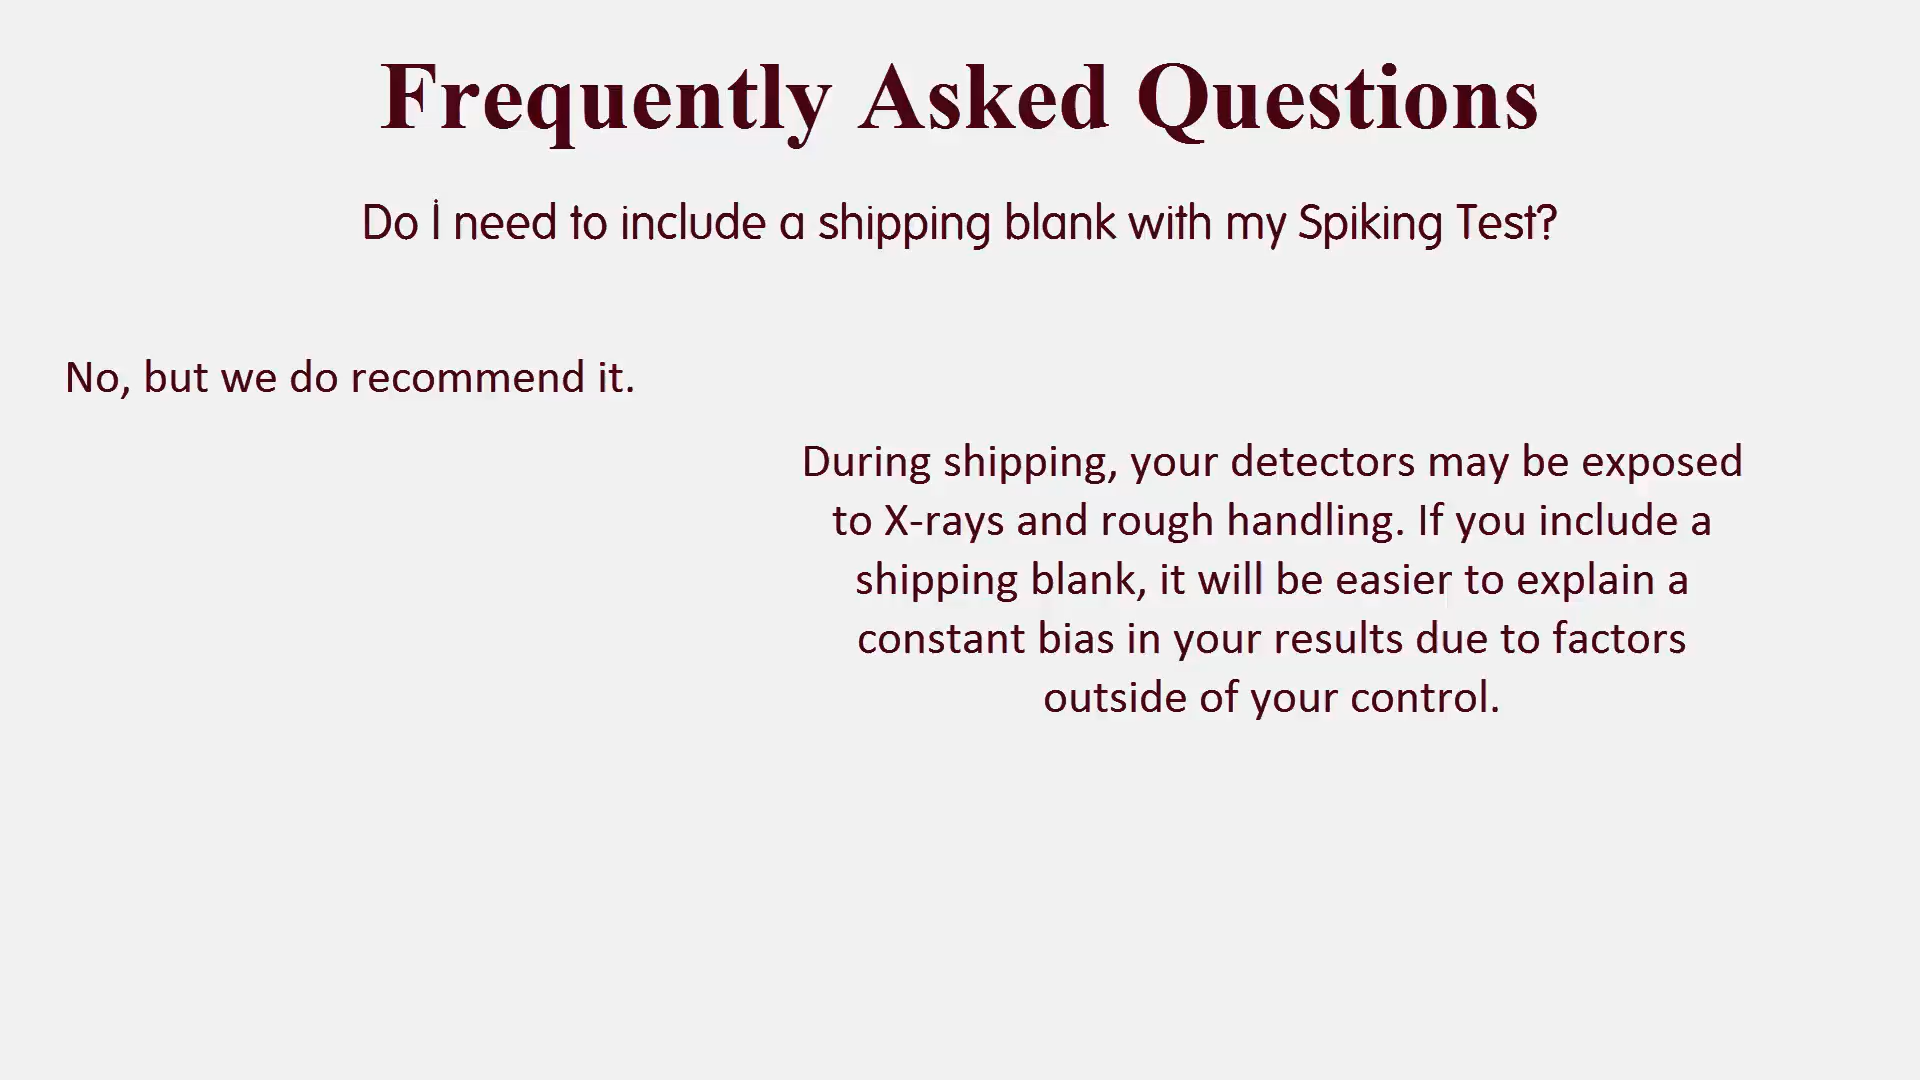 Frequently Asked Questions
Do I need to include a shipping blank with my Spiking Test?
No, but we do recommend it.
During shipping, your detectors may be exposed
to X-rays and rough handling. If you include a
shipping blank, it will be easier to explain a
constant bias in your results due to factors
outside of your control.